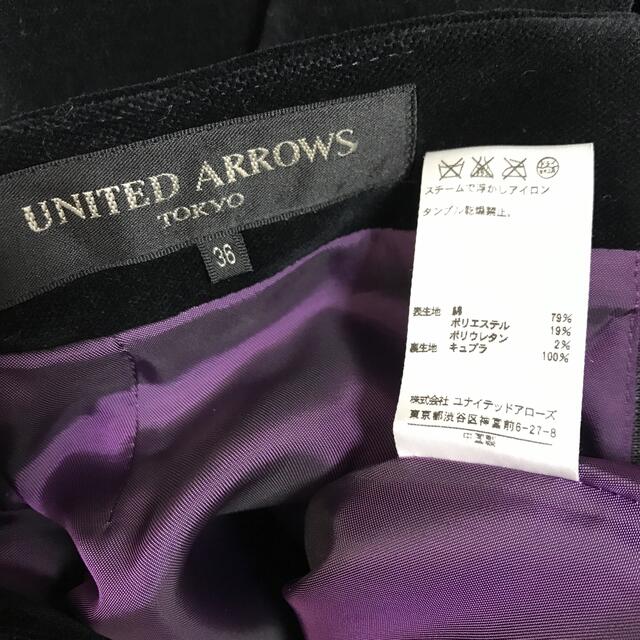 UNITED ARROWS
TOKYO
36
スチームで浮かしアイロン
タンブル乾燥禁止。
表生地 綿 79%
ポリエステル 19%
ポリウレタン 2%
裏生地 キュプラ 100%
株式会社 ユナイテッドアローズ
東京都渋谷区神宮前6-27-8
中国製